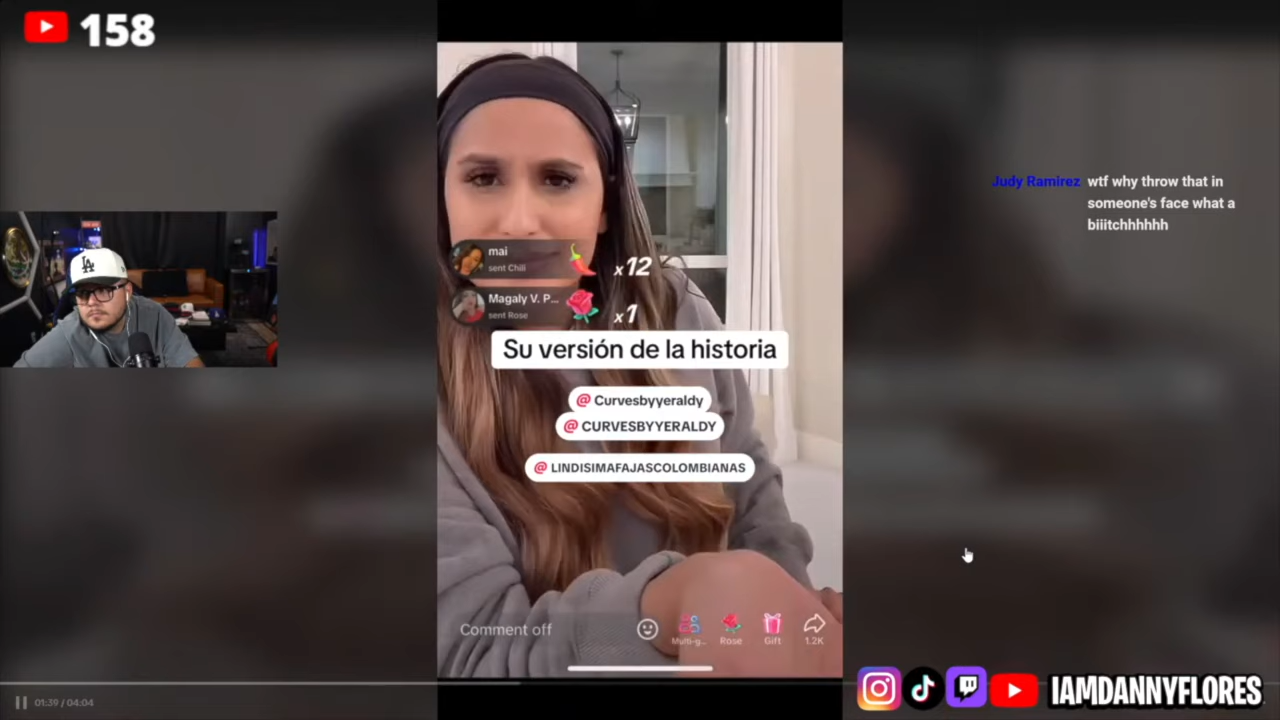 158
mai
sent Chili
x12
Magaly V. P...
sent Rose
x1
Su versión de la historia
@ Curvesbyyeraldy
@ CURVESBYYERALDY
@ LINDISIMAFAJASCOLOMBIANAS
Judy Ramirez wtf why throw that in
someone's face what a
biiitchhhhhh
LA
Comment off
Multi-g...
Rose
Gift
1.2K
01:39 / 04:04
IAMDANNYFLORES